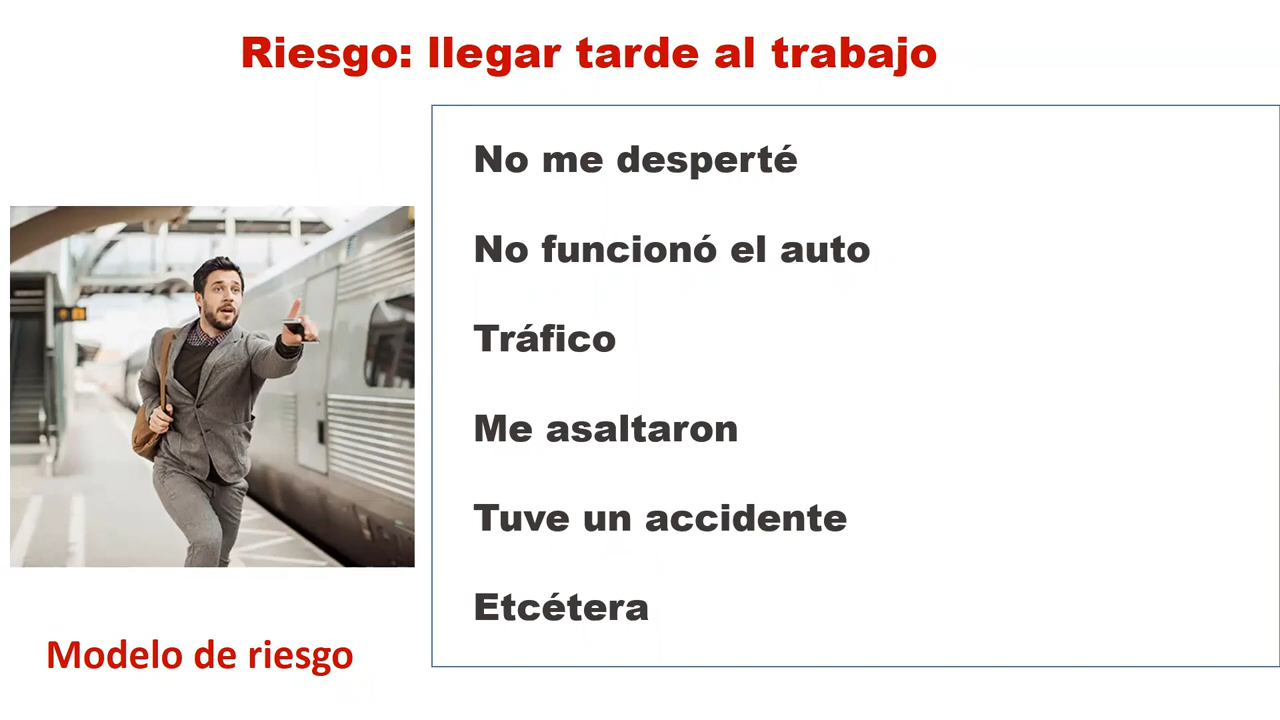 Riesgo: llegar tarde al trabajo
No me desperté
No funcionó el auto
Tráfico
Me asaltaron
Tuve un accidente
Etcétera
Modelo de riesgo